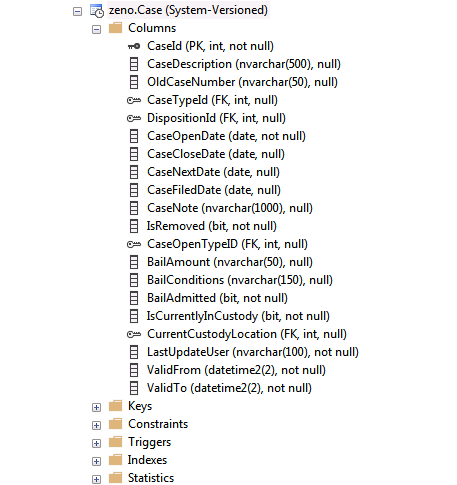 zeno.Case (System-Versioned)
Columns
CaseId (PK, int, not null)
CaseDescription (nvarchar(500), null)
OldCaseNumber (nvarchar(50), null)
CaseTypeId (FK, int, null)
DispositionId (FK, int, null)
CaseOpenDate (date, not null)
CaseCloseDate (date, null)
CaseNextDate (date, null)
CaseFiledDate (date, null)
CaseNote (nvarchar(1000), null)
IsRemoved (bit, not null)
CaseOpenTypeID (FK, int, null)
BailAmount (nvarchar(50), null)
BailConditions (nvarchar(150), null)
BailAdmitted (bit, not null)
IsCurrentlyInCustody (bit, not null)
CurrentCustodyLocation (FK, int, null)
LastUpdateUser (nvarchar(100), not null)
ValidFrom (datetime2(2), not null)
ValidTo (datetime2(2), not null)
Keys
Constraints
Triggers
Indexes
Statistics